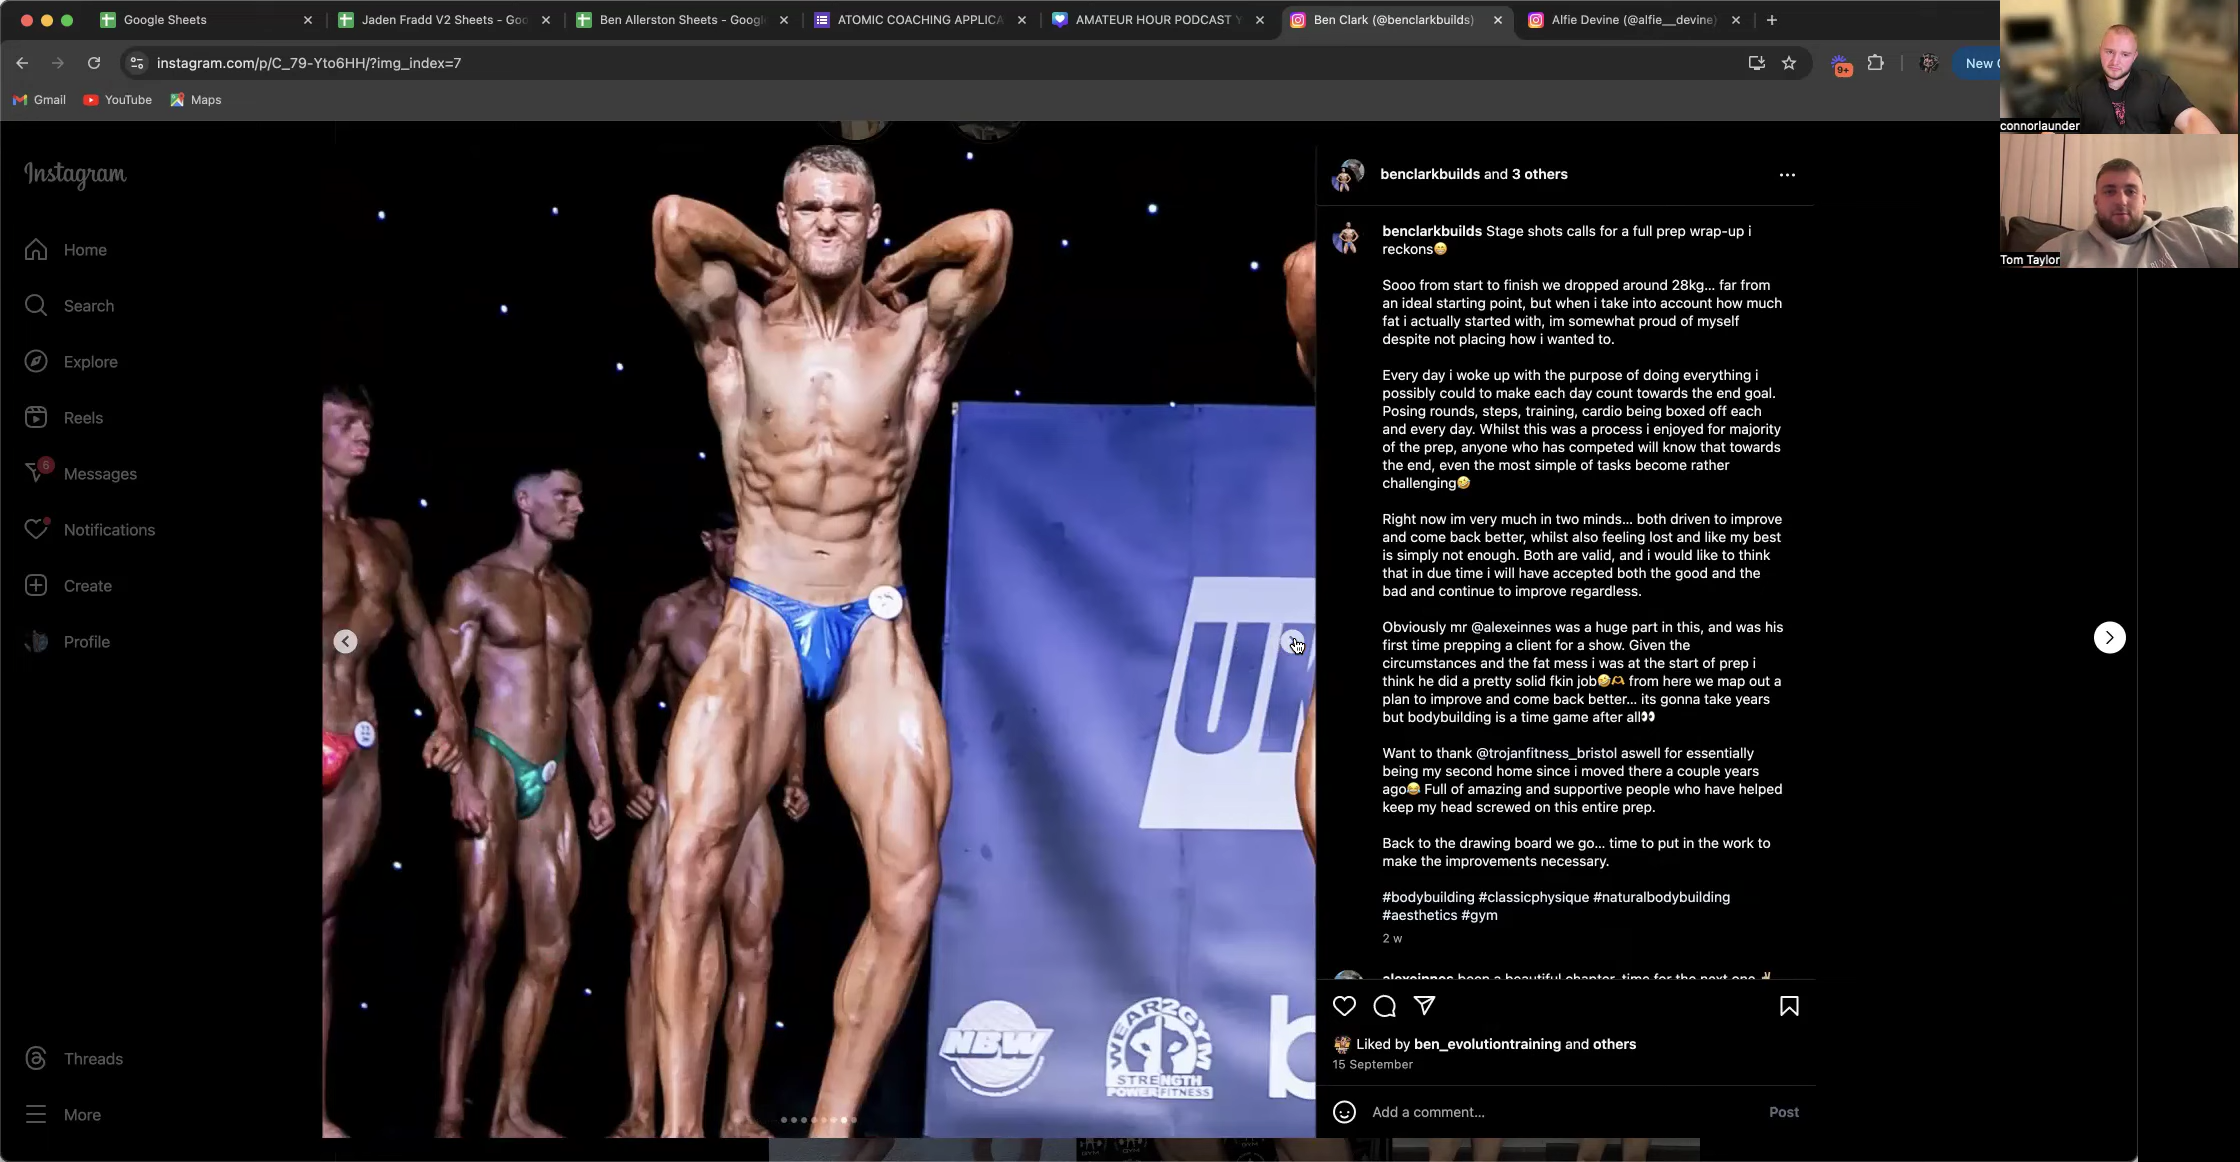 Google Sheets
Jaden Fradd V2 Sheets - Goo
Ben Allerston Sheets - Google
ATOMIC COACHING APPLICA
AMATEUR HOUR PODCAST Y
Ben Clark (@benclarkbuilds)
Alfie Devine (@alfie__devine)
instagram.com/p/C_79-Yto6HH/?img_index=7
9+
New
Gmail
YouTube
Maps
connorlaunder
Tom Taylor
Instagram
Home
Search
Explore
Reels
6
Messages
Notifications
Create
Profile
Threads
More
NBW
WEAR2GYM
STRENGTH
POWER FITNESS
benclarkbuilds and 3 others
benclarkbuilds Stage shots calls for a full prep wrap-up i
reckons😁
Sooo from start to finish we dropped around 28kg... far from
an ideal starting point, but when i take into account how much
fat i actually started with, im somewhat proud of myself
despite not placing how i wanted to.
Every day i woke up with the purpose of doing everything i
possibly could to make each day count towards the end goal.
Posing rounds, steps, training, cardio being boxed off each
and every day. Whilst this was a process i enjoyed for majority
of the prep, anyone who has competed will know that towards
the end, even the most simple of tasks become rather
challenging🤣
Right now im very much in two minds... both driven to improve
and come back better, whilst also feeling lost and like my best
is simply not enough. Both are valid, and i would like to think
that in due time i will have accepted both the good and the
bad and continue to improve regardless.
Obviously mr @alexeinnes was a huge part in this, and was his
first time prepping a client for a show. Given the
circumstances and the fat mess i was at the start of prep i
think he did a pretty solid fkin job🤣🫶 from here we map out a
plan to improve and come back better... its gonna take years
but bodybuilding is a time game after all👀
Want to thank @trojanfitness_bristol aswell for essentially
being my second home since i moved there a couple years
ago😂 Full of amazing and supportive people who have helped
keep my head screwed on this entire prep.
Back to the drawing board we go... time to put in the work to
make the improvements necessary.
#bodybuilding #classicphysique #naturalbodybuilding
#aesthetics #gym
2 w
alexeinnes been a beautiful chapter, time for the next one ✌
Liked by ben_evolutiontraining and others
15 September
Add a comment...
Post